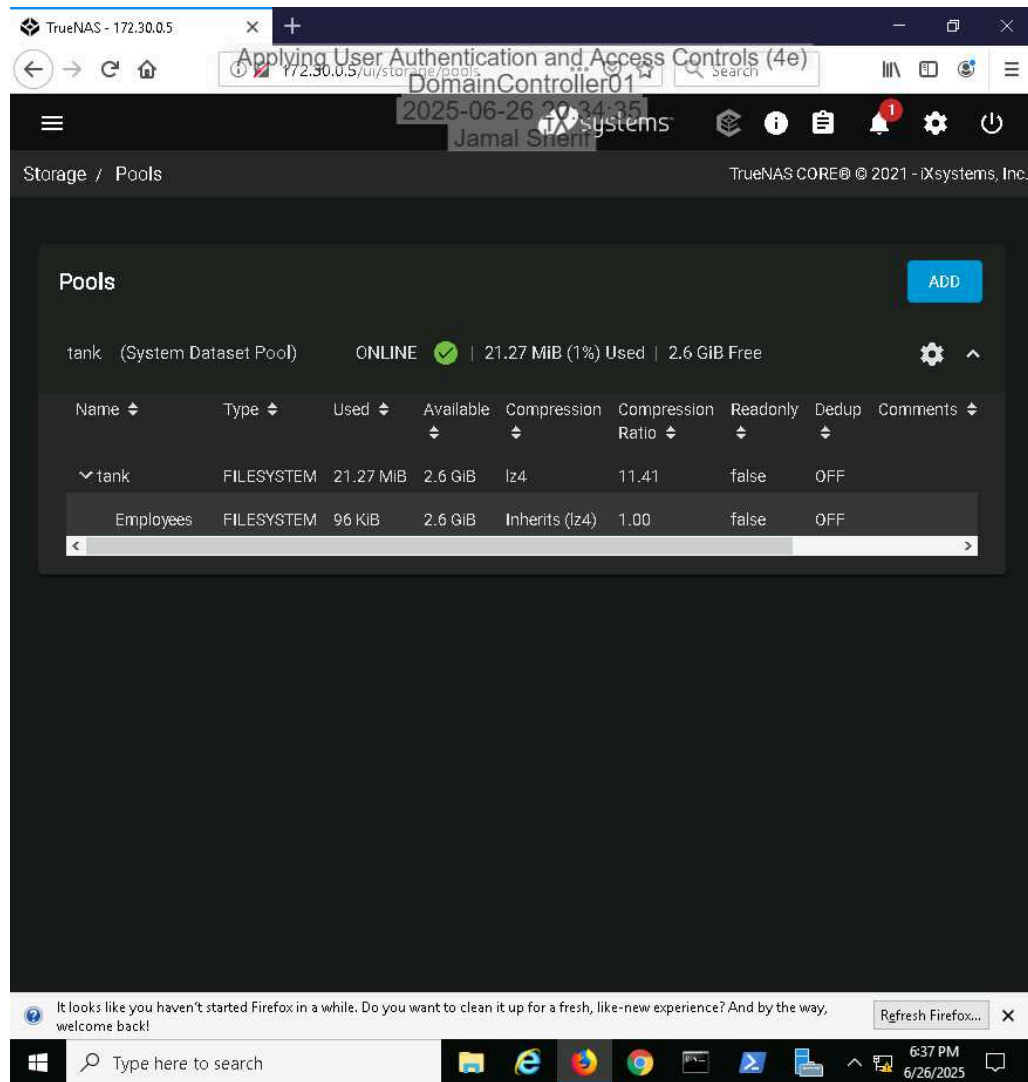 TrueNAS - 172.30.0.5
Applying User Authentication and Access Controls (4e)
172.30.0.5/ui/storage/pools
Search
DomainController01
2025-06-26
Jamal Sherif
systems
1
Storage / Pools
TrueNAS CORE® © 2021 - iXsystems, Inc.
Pools
ADD
tank (System Dataset Pool) ONLINE | 21.27 MiB (1%) Used | 2.6 GiB Free
Name Type Used Available Compression Compression Ratio Readonly Dedup Comments
tank FILESYSTEM 21.27 MiB 2.6 GiB lz4 11.41 false OFF
Employees FILESYSTEM 96 KiB 2.6 GiB Inherits (lz4) 1.00 false OFF
It looks like you haven't started Firefox in a while. Do you want to clean it up for a fresh, like-new experience? And by the way,
welcome back!
Refresh Firefox...
Type here to search
6:37 PM
6/26/2025